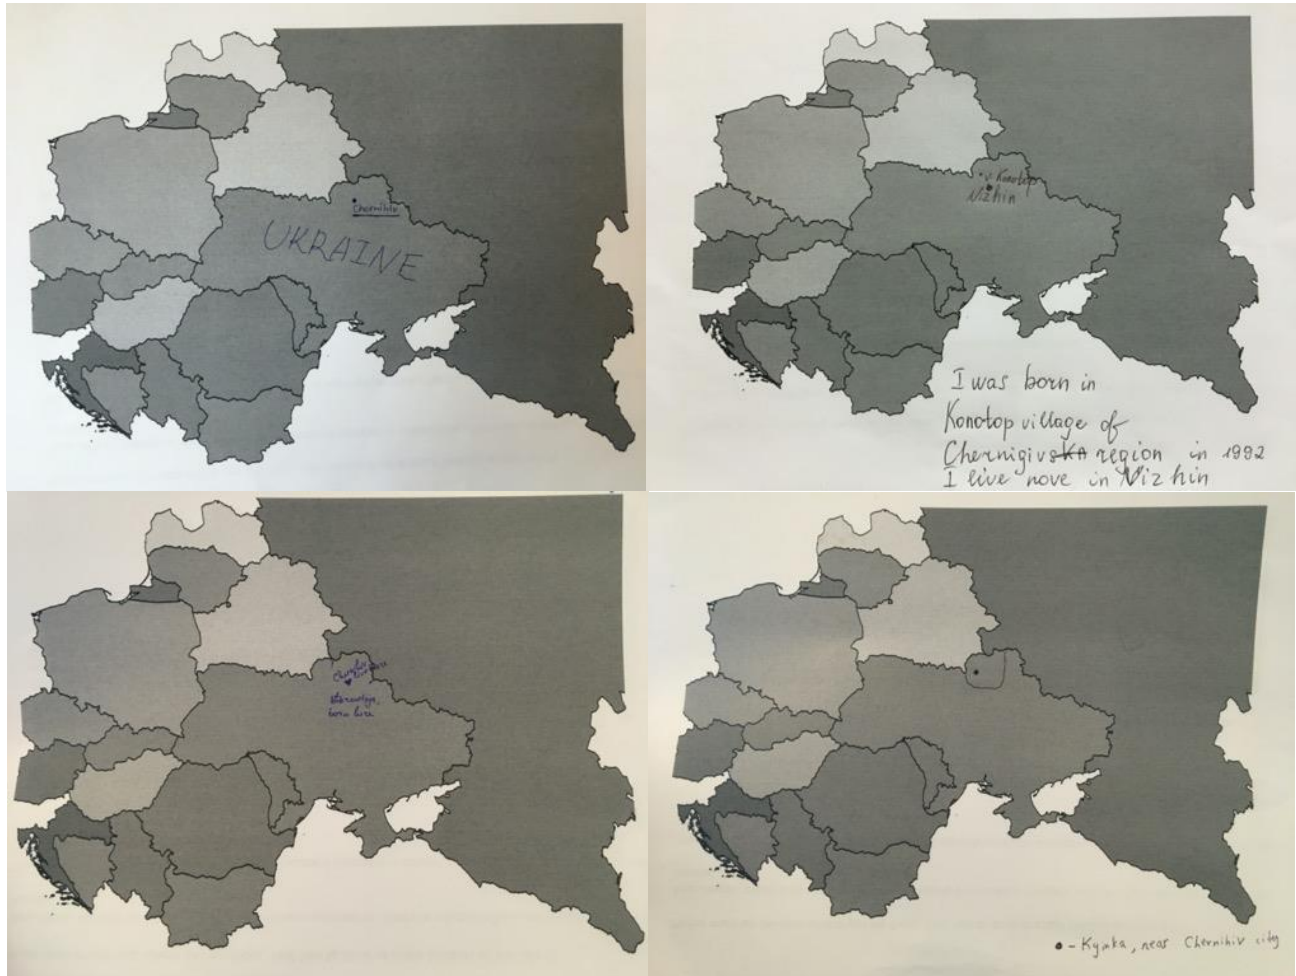 Chernihiv
UKRAINE
v. Konotop
Nizhin
I was born in
Konotop village of
Chernigivska region in 1992
I live nove in Nizhin
born here
• - Kyinka, near Chernihiv city